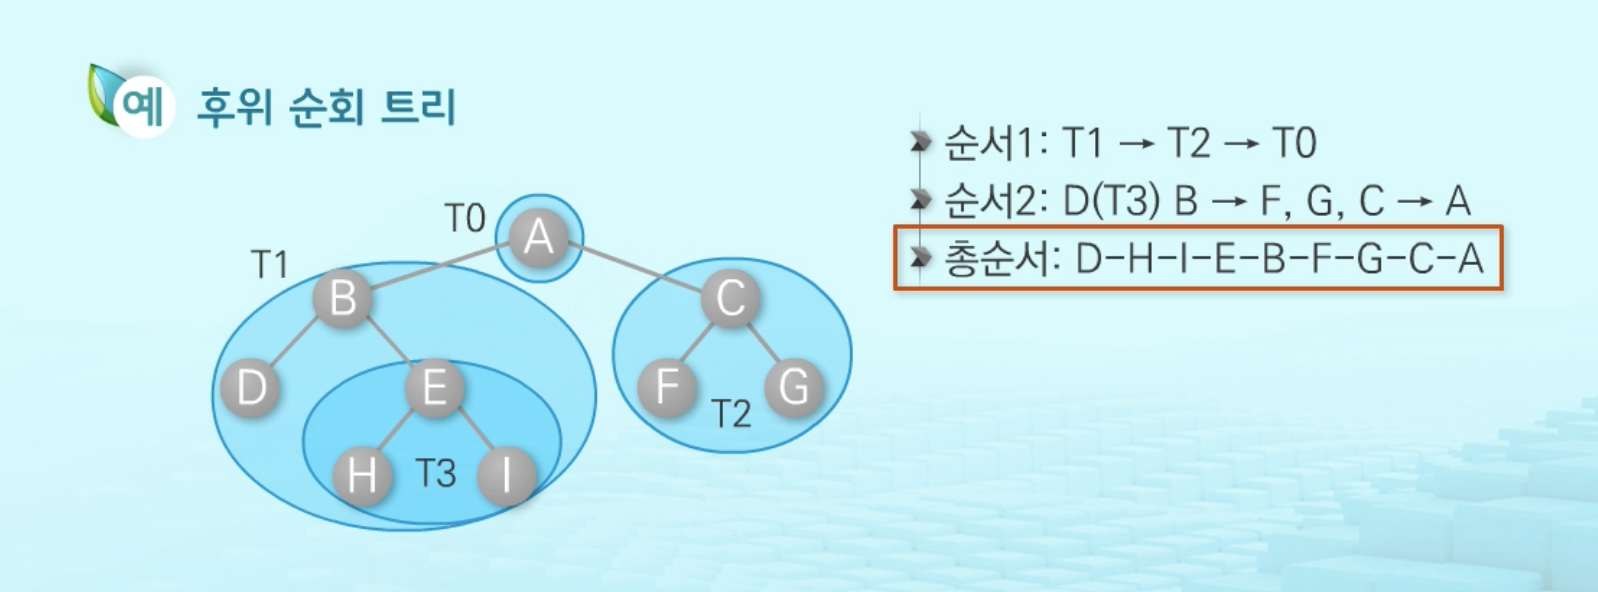 예 후위 순회 트리
순서1: T1 → T2 → T0
순서2: D(T3) B → F, G, C → A
총순서: D-H-I-E-B-F-G-C-A
T0
A
T1
B
C
D
E
F
G
T2
H
T3
I